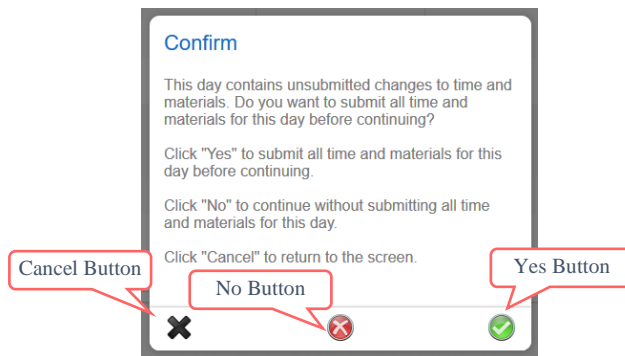 Confirm
This day contains unsubmitted changes to time and
materials. Do you want to submit all time and
materials for this day before continuing?
Click "Yes" to submit all time and materials for this
day before continuing.
Click "No" to continue without submitting all time
and materials for this day.
Click "Cancel" to return to the screen.
Cancel Button
No Button
Yes Button